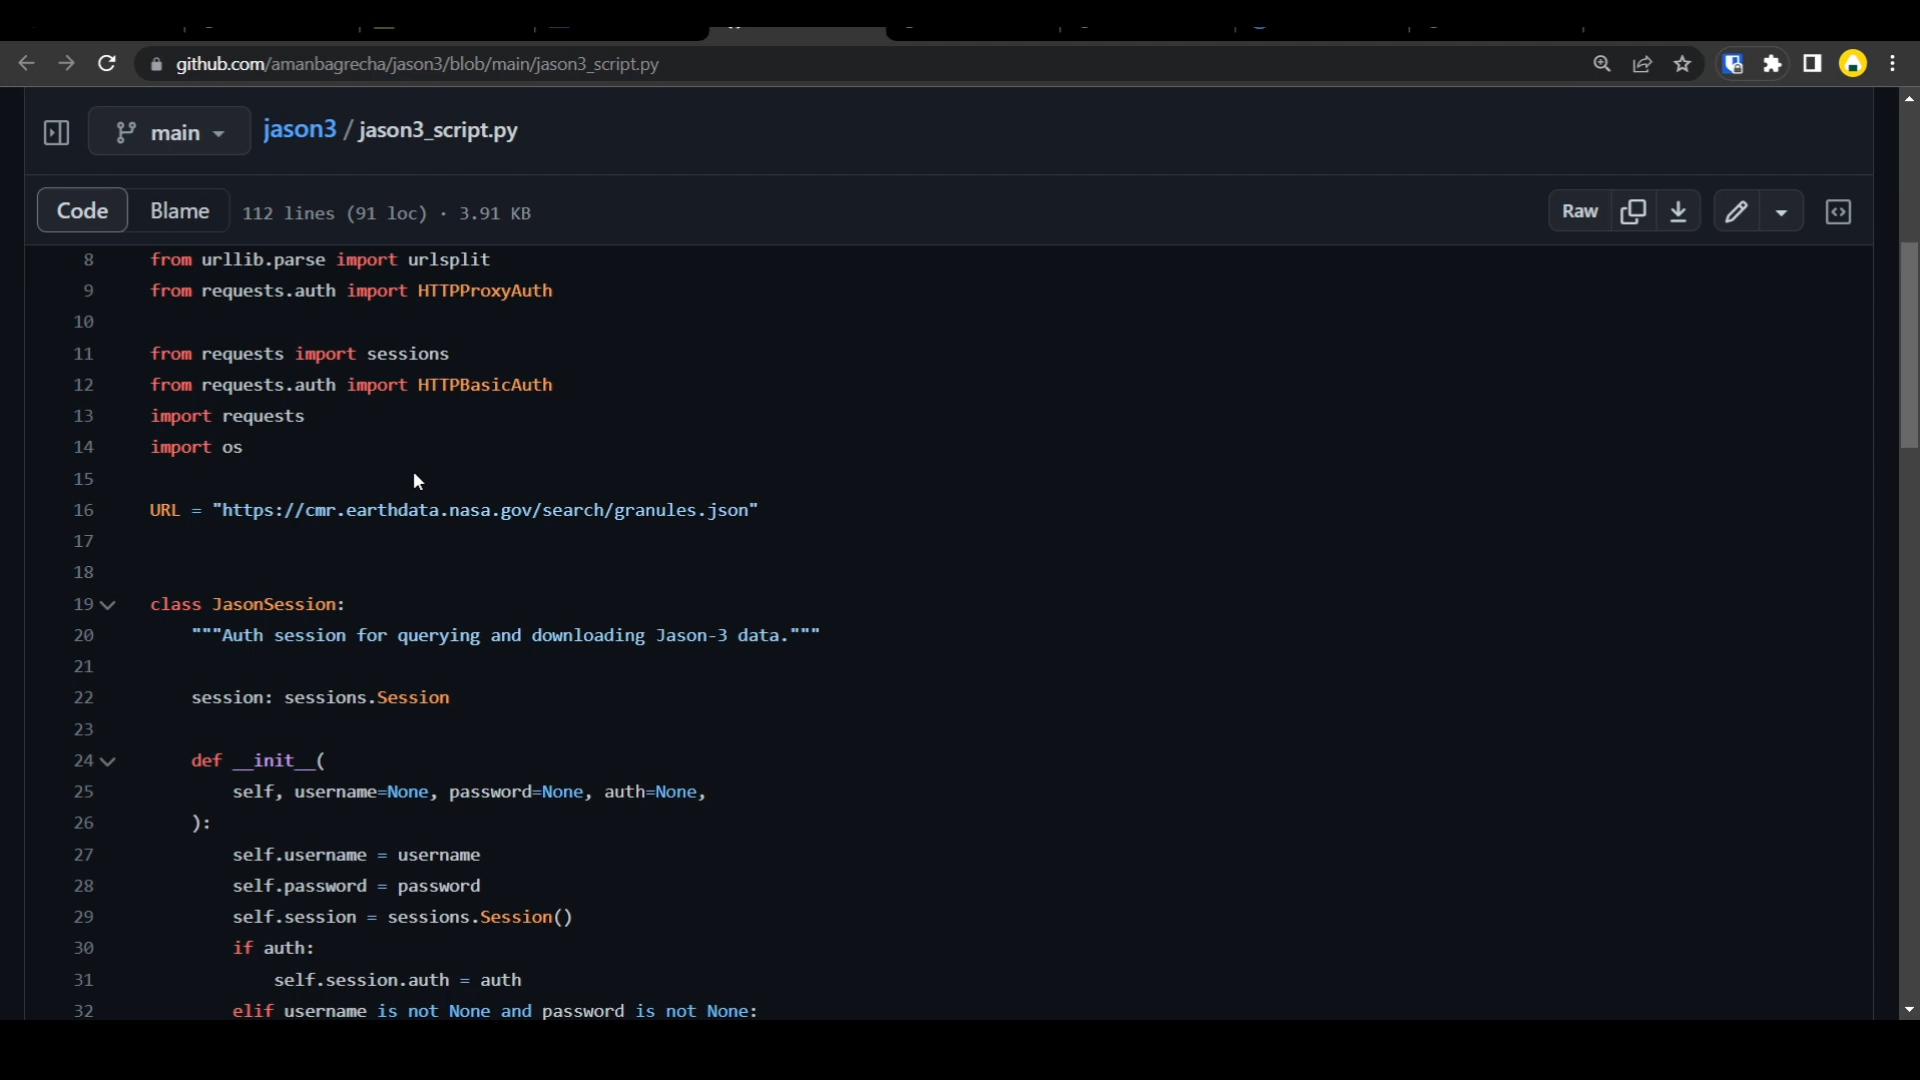 github.com/amanbagrecha/jason3/blob/main/jason3_script.py
main
jason3 / jason3_script.py
Code Blame 112 lines (91 loc) · 3.91 KB Raw
8 from urllib.parse import urlsplit
9 from requests.auth import HTTPProxyAuth
10
11 from requests import sessions
12 from requests.auth import HTTPBasicAuth
13 import requests
14 import os
15
16 URL = "https://cmr.earthdata.nasa.gov/search/granules.json"
17
18
19 class JasonSession:
20 """Auth session for querying and downloading Jason-3 data."""
21
22 session: sessions.Session
23
24 def __init__(
25 self, username=None, password=None, auth=None,
26 ):
27 self.username = username
28 self.password = password
29 self.session = sessions.Session()
30 if auth:
31 self.session.auth = auth
32 elif username is not None and password is not None: